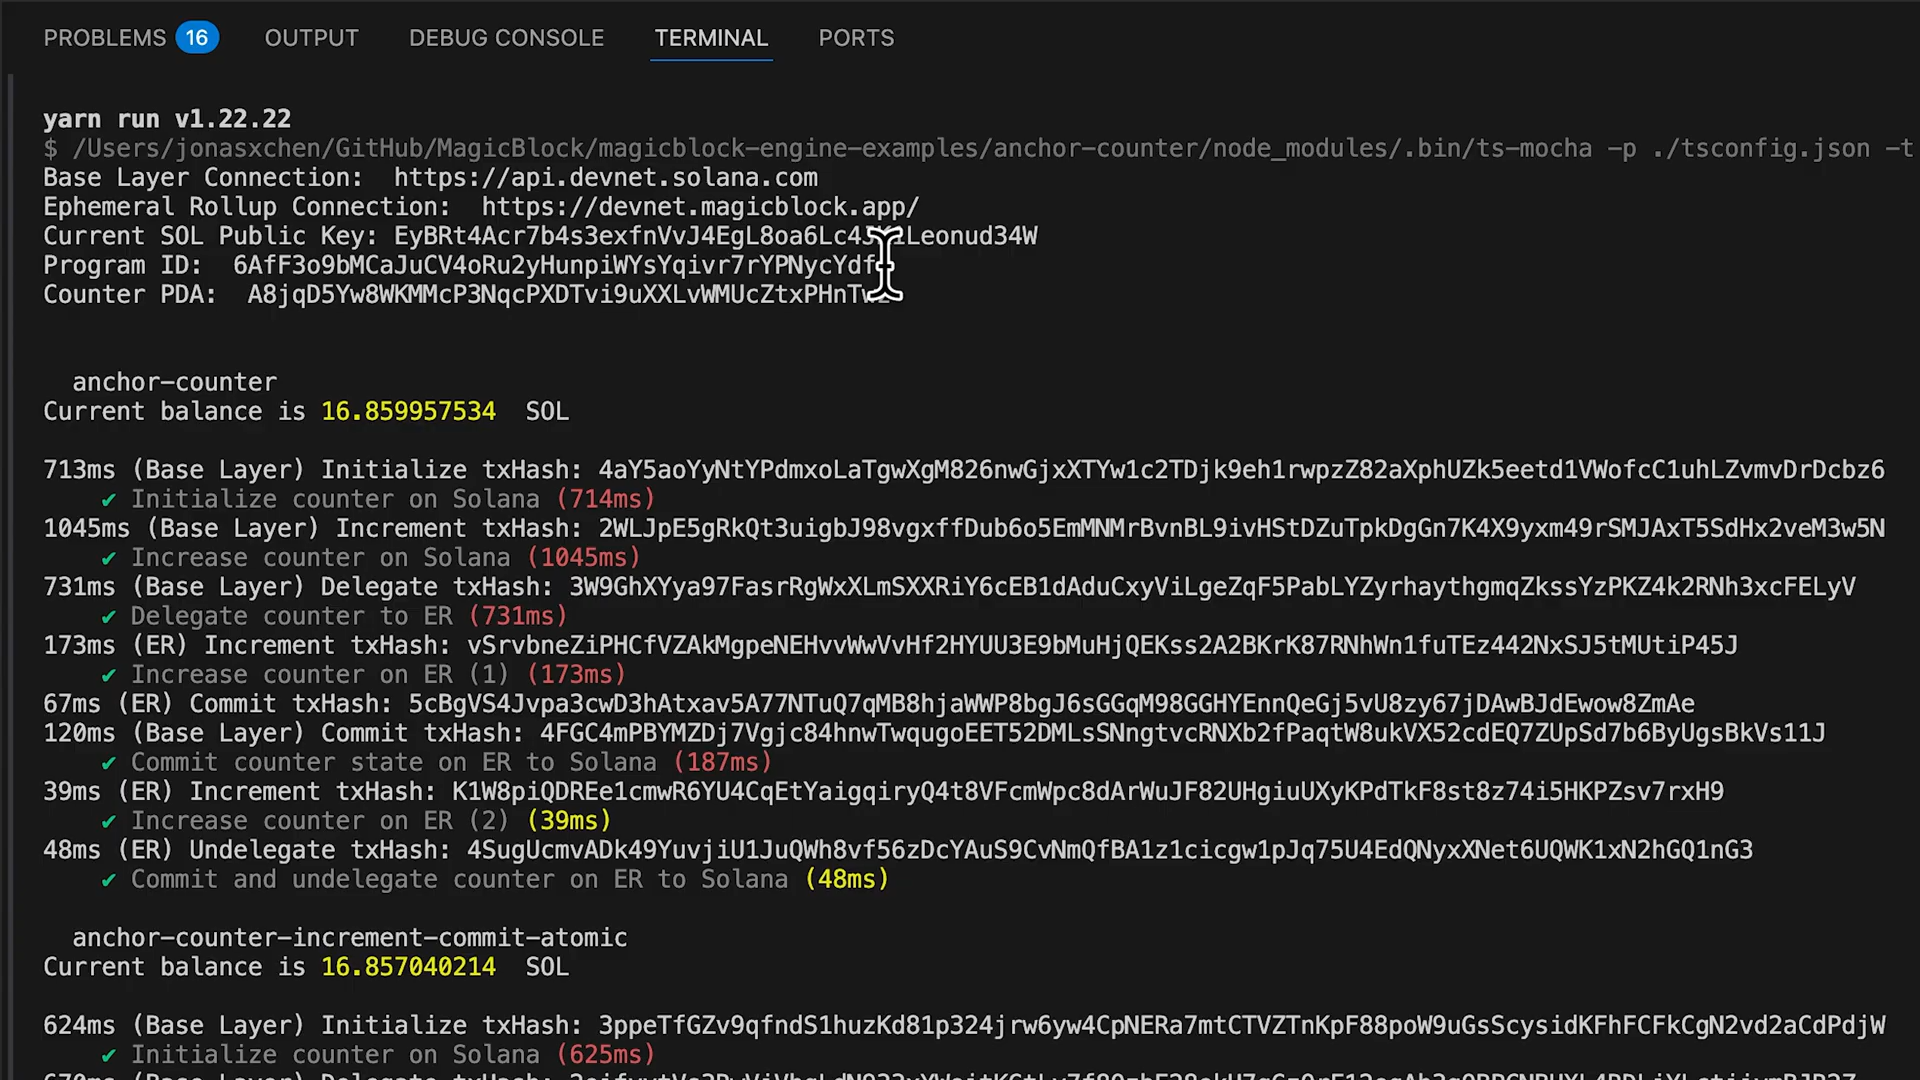 PROBLEMS 16 OUTPUT DEBUG CONSOLE TERMINAL PORTS
yarn run v1.22.22
$ /Users/jonasxchen/GitHub/MagicBlock/magicblock-engine-examples/anchor-counter/node_modules/.bin/ts-mocha -p ./tsconfig.json -t
Base Layer Connection: https://api.devnet.solana.com
Ephemeral Rollup Connection: https://devnet.magicblock.app/
Current SOL Public Key:
Program ID:
Counter PDA:
anchor-counter
Current balance is 16.859957534 SOL
713ms (Base Layer) Initialize txHash: 4aY5aoYyNtYPdmxoLaTgwXgM826nwGjxXTYw1c2TDjk9eh1rwpzZ82aXphUZk5eetd1VWofcC1uhLZvmvDrDcbz6
✔ Initialize counter on Solana (714ms)
1045ms (Base Layer) Increment txHash: 2WLJpE5gRkQt3uigbJ98vgxffDub6o5EmMNMrBvnBL9ivHStDZuTpkDgGn7K4X9yxm49rSMJAxT5SdHx2veM3w5N
✔ Increase counter on Solana (1045ms)
731ms (Base Layer) Delegate txHash: 3W9GhXYya97FasrRgWxXLmSXXRiY6cEB1dAduCxyViLgeZqF5PabLYZyrhaythgmqZkssYzPKZ4k2RNh3xcFELyV
✔ Delegate counter to ER (731ms)
173ms (ER) Increment txHash: vSrvbneZiPHCfVZAkMgpeNEHvvWwVvHf2HYUU3E9bMuHjQEKss2A2BKrK87RNhWn1fuTEz442NxSJ5tMUtiP45J
✔ Increase counter on ER (1) (173ms)
67ms (ER) Commit txHash: 5cBgVS4Jvpa3cwD3hAtxav5A77NTuQ7qMB8hjaWWP8bgJ6sGGqM98GGHYEnnQeGj5vU8zy67jDAwBJdEwow8ZmAe
120ms (Base Layer) Commit txHash: 4FGC4mPBYMZDj7Vgjc84hnwTwqugoEET52DMLsSNngtvcRNXb2fPaqtW8ukVX52cdEQ7ZUpSd7b6ByUgsBkVs11J
✔ Commit counter state on ER to Solana (187ms)
39ms (ER) Increment txHash: K1W8piQDREe1cmwR6YU4CqEtYaigqiryQ4t8VFcmWpc8dArWuJF82UHgiuUXyKPdTkF8st8z74i5HKPZsv7rxH9
✔ Increase counter on ER (2) (39ms)
48ms (ER) Undelegate txHash: 4SugUcmvADk49YuvjiU1JuQWh8vf56zDcYAuS9CvNmQfBA1z1cicgw1pJq75U4EdQNyxXNet6UQWK1xN2hGQ1nG3
✔ Commit and undelegate counter on ER to Solana (48ms)
anchor-counter-increment-commit-atomic
Current balance is 16.857040214 SOL
624ms (Base Layer) Initialize txHash: 3ppeTfGZv9qfndS1huzKd81p324jrw6yw4CpNERa7mtCTVZTnKpF88poW9uGsScysidKFhFCFkCgN2vd2aCdPdjW
✔ Initialize counter on Solana (625ms)
(Base Layer) Delegate txHash: